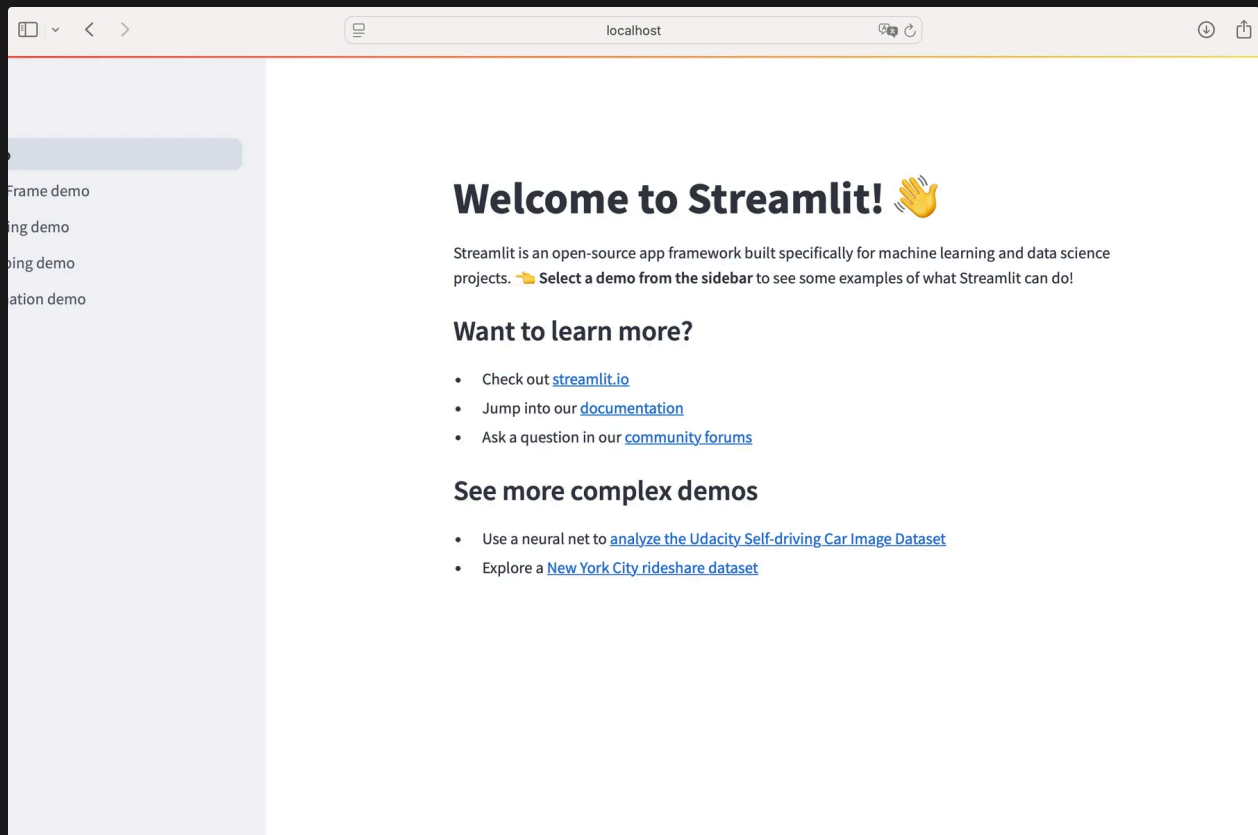 localhost
Frame demo
ing demo
ping demo
ation demo
Welcome to Streamlit! 👋
Streamlit is an open-source app framework built specifically for machine learning and data science
projects. 👈 Select a demo from the sidebar to see some examples of what Streamlit can do!
Want to learn more?
• Check out streamlit.io
• Jump into our documentation
• Ask a question in our community forums
See more complex demos
• Use a neural net to analyze the Udacity Self-driving Car Image Dataset
• Explore a New York City rideshare dataset